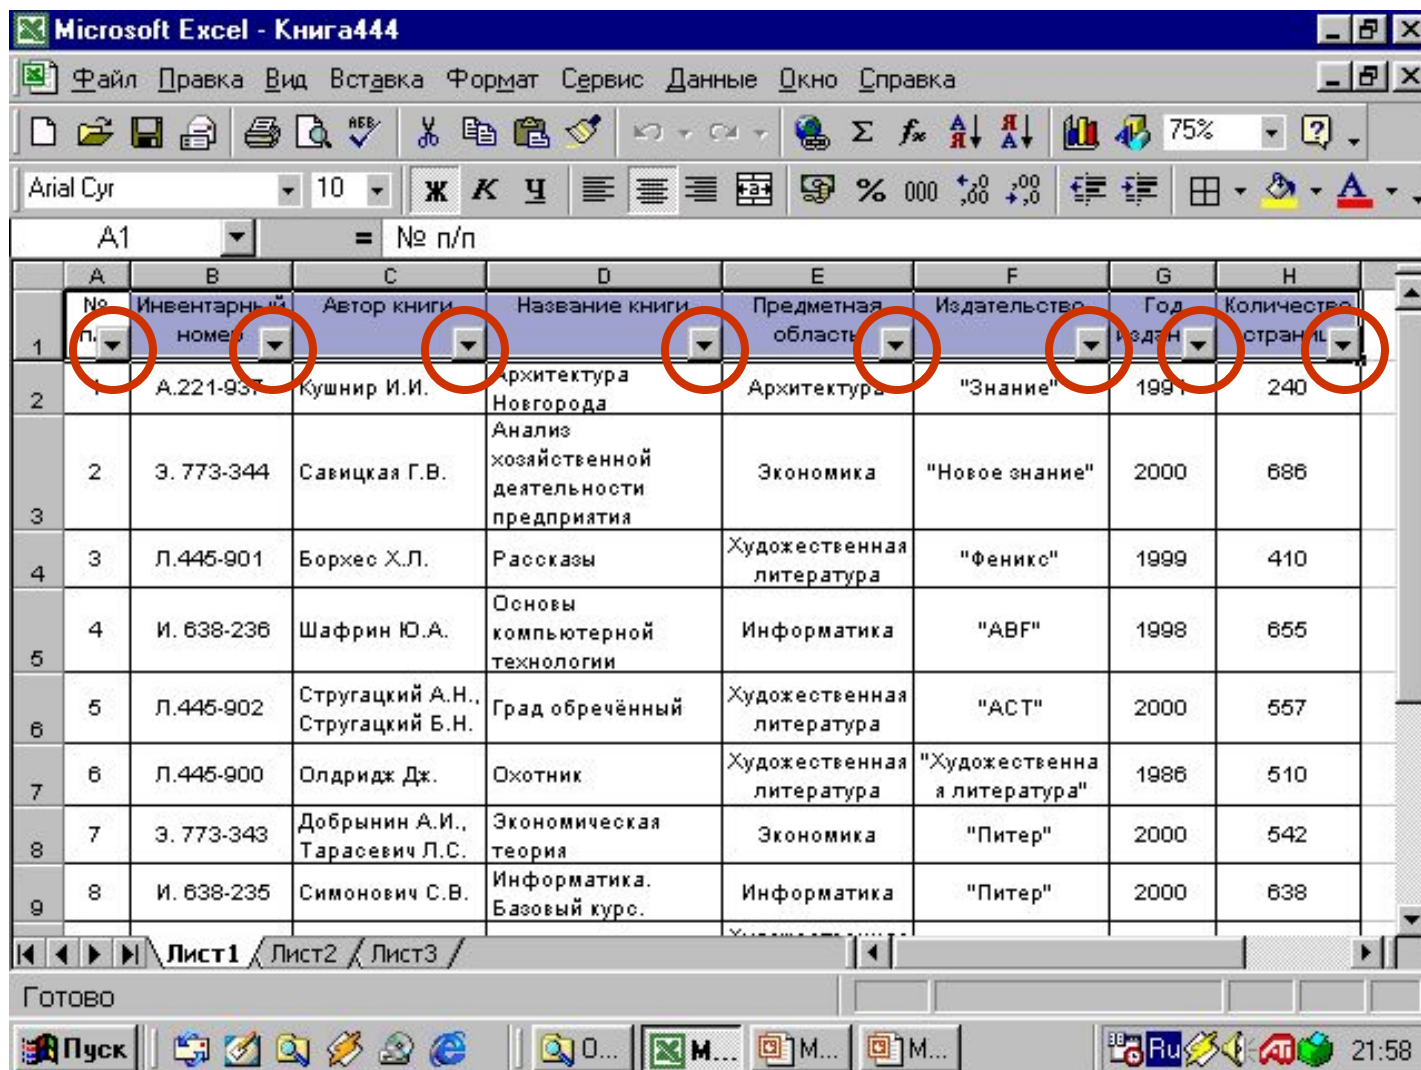 Microsoft Excel - Книга444
Файл Правка Вид Вставка Формат Сервис Данные Окно Справка
75%
Arial Cyr 10 Ж К Ч % 000
A1 = № п/п
A B C D E F G H
№ Инвентарный Автор книги Название книги Предметная Издательство Год Количество
1 номер область издан страниц
2 1 А.221-937 Кушнир И.И. Архитектура Новгорода Архитектура "Знание" 1991 240
3 2 Э. 773-344 Савицкая Г.В. Анализ хозяйственной деятельности предприятия Экономика "Новое знание" 2000 686
4 3 Л.445-901 Борхес Х.Л. Рассказы Художественная литература "Феникс" 1999 410
5 4 И. 638-236 Шафрин Ю.А. Основы компьютерной технологии Информатика "ABF" 1998 655
6 5 Л.445-902 Стругацкий А.Н., Стругацкий Б.Н. Град обречённый Художественная литература "АСТ" 2000 557
7 6 Л.445-900 Олдридж Дж. Охотник Художественная литература "Художественная литература" 1986 510
8 7 Э. 773-343 Добрынин А.И., Тарасевич Л.С. Экономическая теория Экономика "Питер" 2000 542
9 8 И. 638-235 Симонович С.В. Информатика. Базовый курс. Информатика "Питер" 2000 638
Лист1 Лист2 Лист3
Готово
Пуск О... М... М... М... Ru 21:58